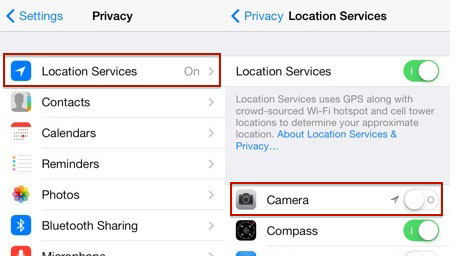 Settings
Privacy
Location Services
On
Contacts
Calendars
Reminders
Photos
Bluetooth Sharing
Microphone
Privacy
Location Services
Location Services
Location Services uses GPS along with
crowd-sourced Wi-Fi hotspot and cell tower
locations to determine your approximate
location. About Location Services &
Privacy...
Camera
Compass